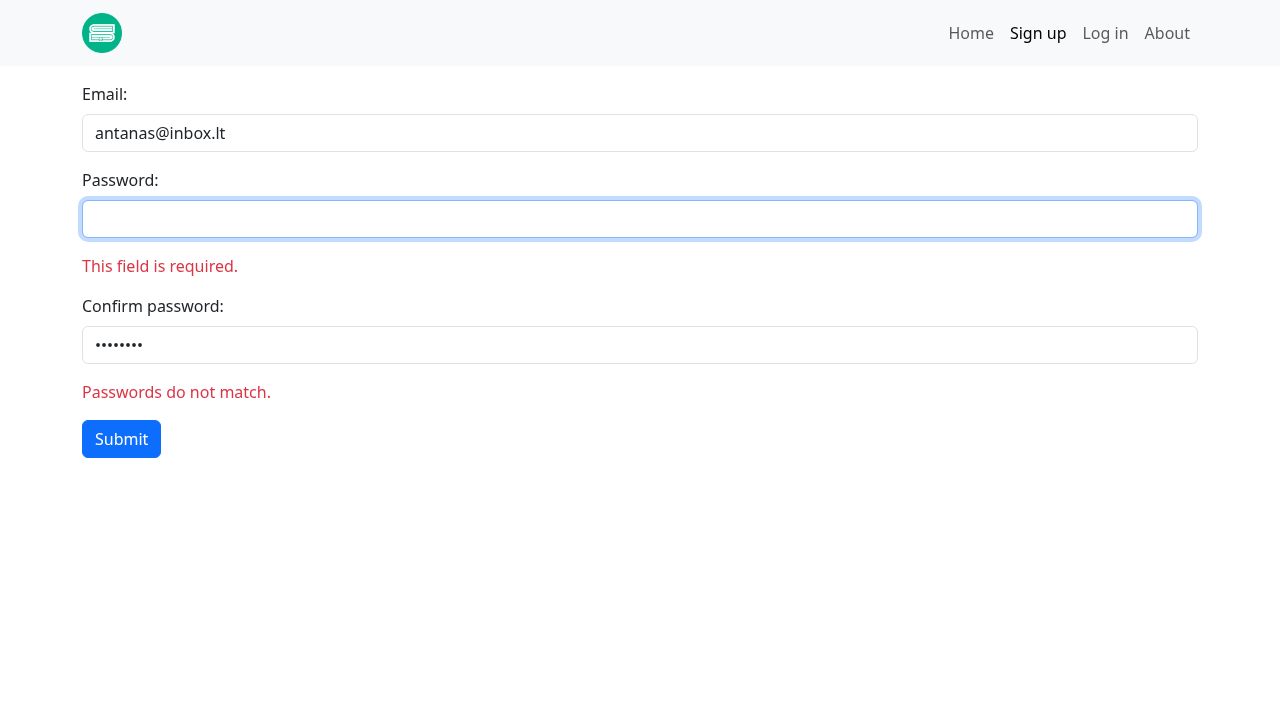 Home Sign up Log in About
Email:
antanas@inbox.lt
Password:
This field is required.
Confirm password:
••••••••
Passwords do not match.
Submit